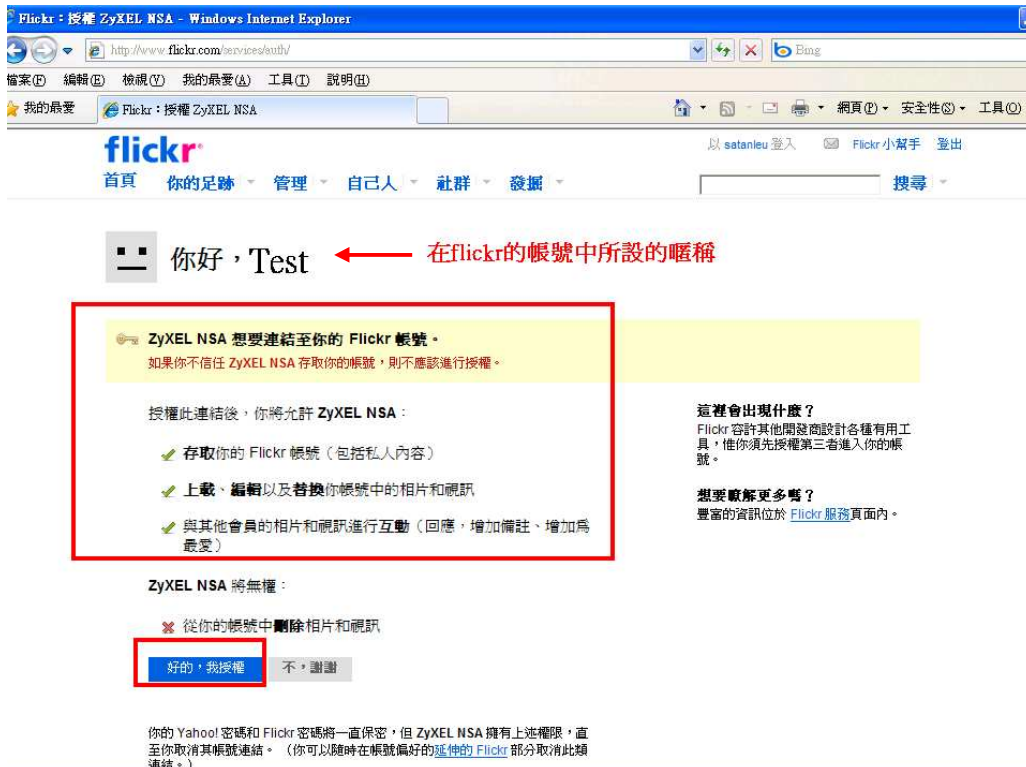 Flickr：授權 ZyXEL NSA - Windows Internet Explorer
http://www.flickr.com/services/auth/
Bing
檔案(F) 編輯(E) 檢視(V) 我的最愛(A) 工具(T) 說明(H)
我的最愛 Flickr：授權 ZyXEL NSA 網頁(P) 安全性(S) 工具(O)
flickr
以 satanleu 登入 Flickr 小幫手 登出
首頁 你的足跡 管理 自己人 社群 發掘 搜尋
你好，Test
在flickr的帳號中所設的暱稱
ZyXEL NSA 想要連結至你的 Flickr 帳號。
如果你不信任 ZyXEL NSA 存取你的帳號，則不應該進行授權。
授權此連結後，你將允許 ZyXEL NSA：
存取你的 Flickr 帳號（包括私人內容）
上載、編輯以及替換你帳號中的相片和視訊
與其他會員的相片和視訊進行互動（回應，增加備註、增加為
最愛）
ZyXEL NSA 將無權：
從你的帳號中刪除相片和視訊
好的，我授權 不，謝謝
你的 Yahoo! 密碼和 Flickr 密碼將一直保密，但 ZyXEL NSA 擁有上述權限，直
至你取消其帳號連結。 （你可以隨時在帳號偏好的延伸的 Flickr 部分取消此類
連結。）
這裡會出現什麼？
Flickr 容許其他開發商設計各種有用工
具，惟你須先授權第三者進入你的帳
號。
想要瞭解更多嗎？
豐富的資訊位於 Flickr 服務頁面內。